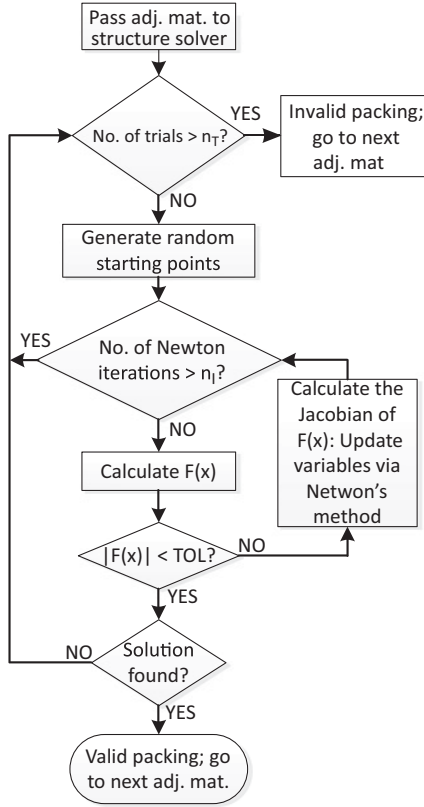 Pass adj. mat. to
structure solver
No. of trials > nT?
YES
Invalid packing;
go to next
adj. mat
NO
Generate random
starting points
YES
No. of Newton
iterations > nI?
NO
Calculate the
Jacobian of
F(x): Update
variables via
Netwon's
method
Calculate F(x)
|F(x)| < TOL?
NO
YES
NO
Solution
found?
YES
Valid packing; go
to next adj. mat.